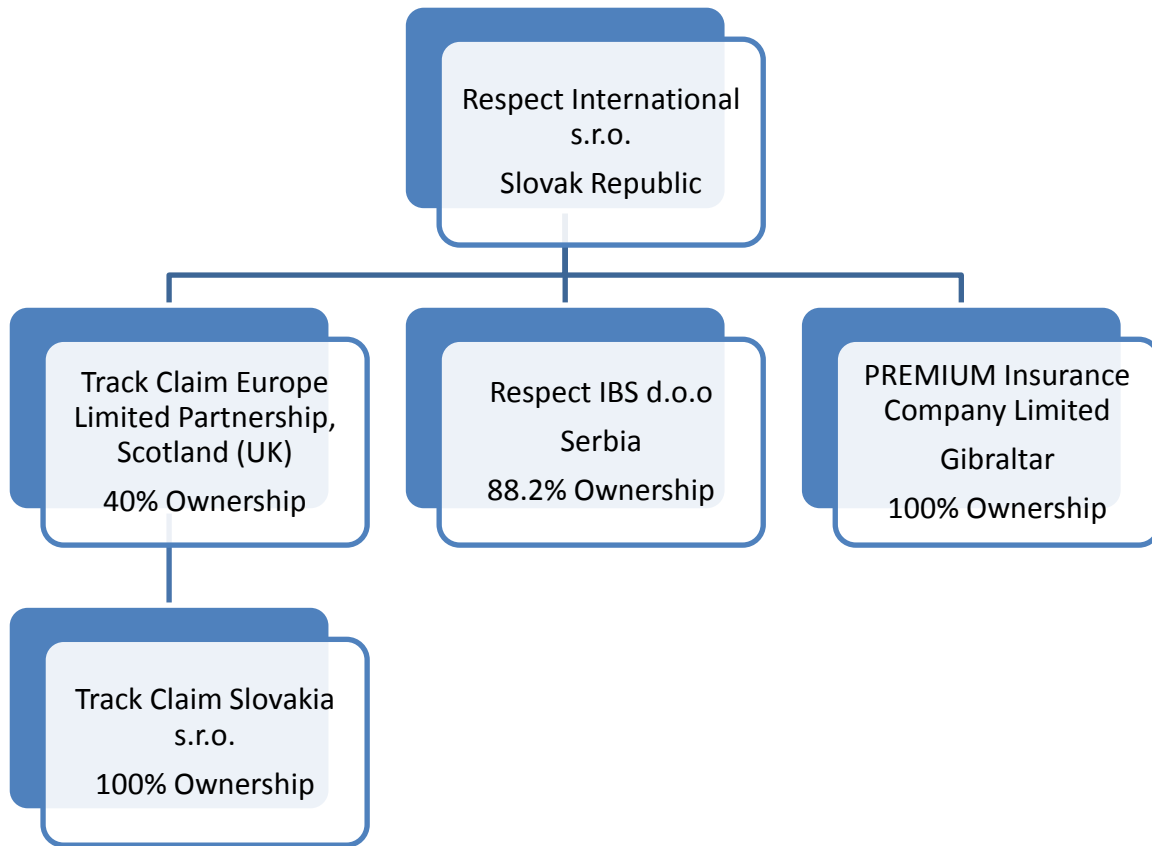 Respect International
s.r.o.
Slovak Republic
Track Claim Europe
Limited Partnership,
Scotland (UK)
40% Ownership
Respect IBS d.o.o
Serbia
88.2% Ownership
PREMIUM Insurance
Company Limited
Gibraltar
100% Ownership
Track Claim Slovakia
s.r.o.
100% Ownership